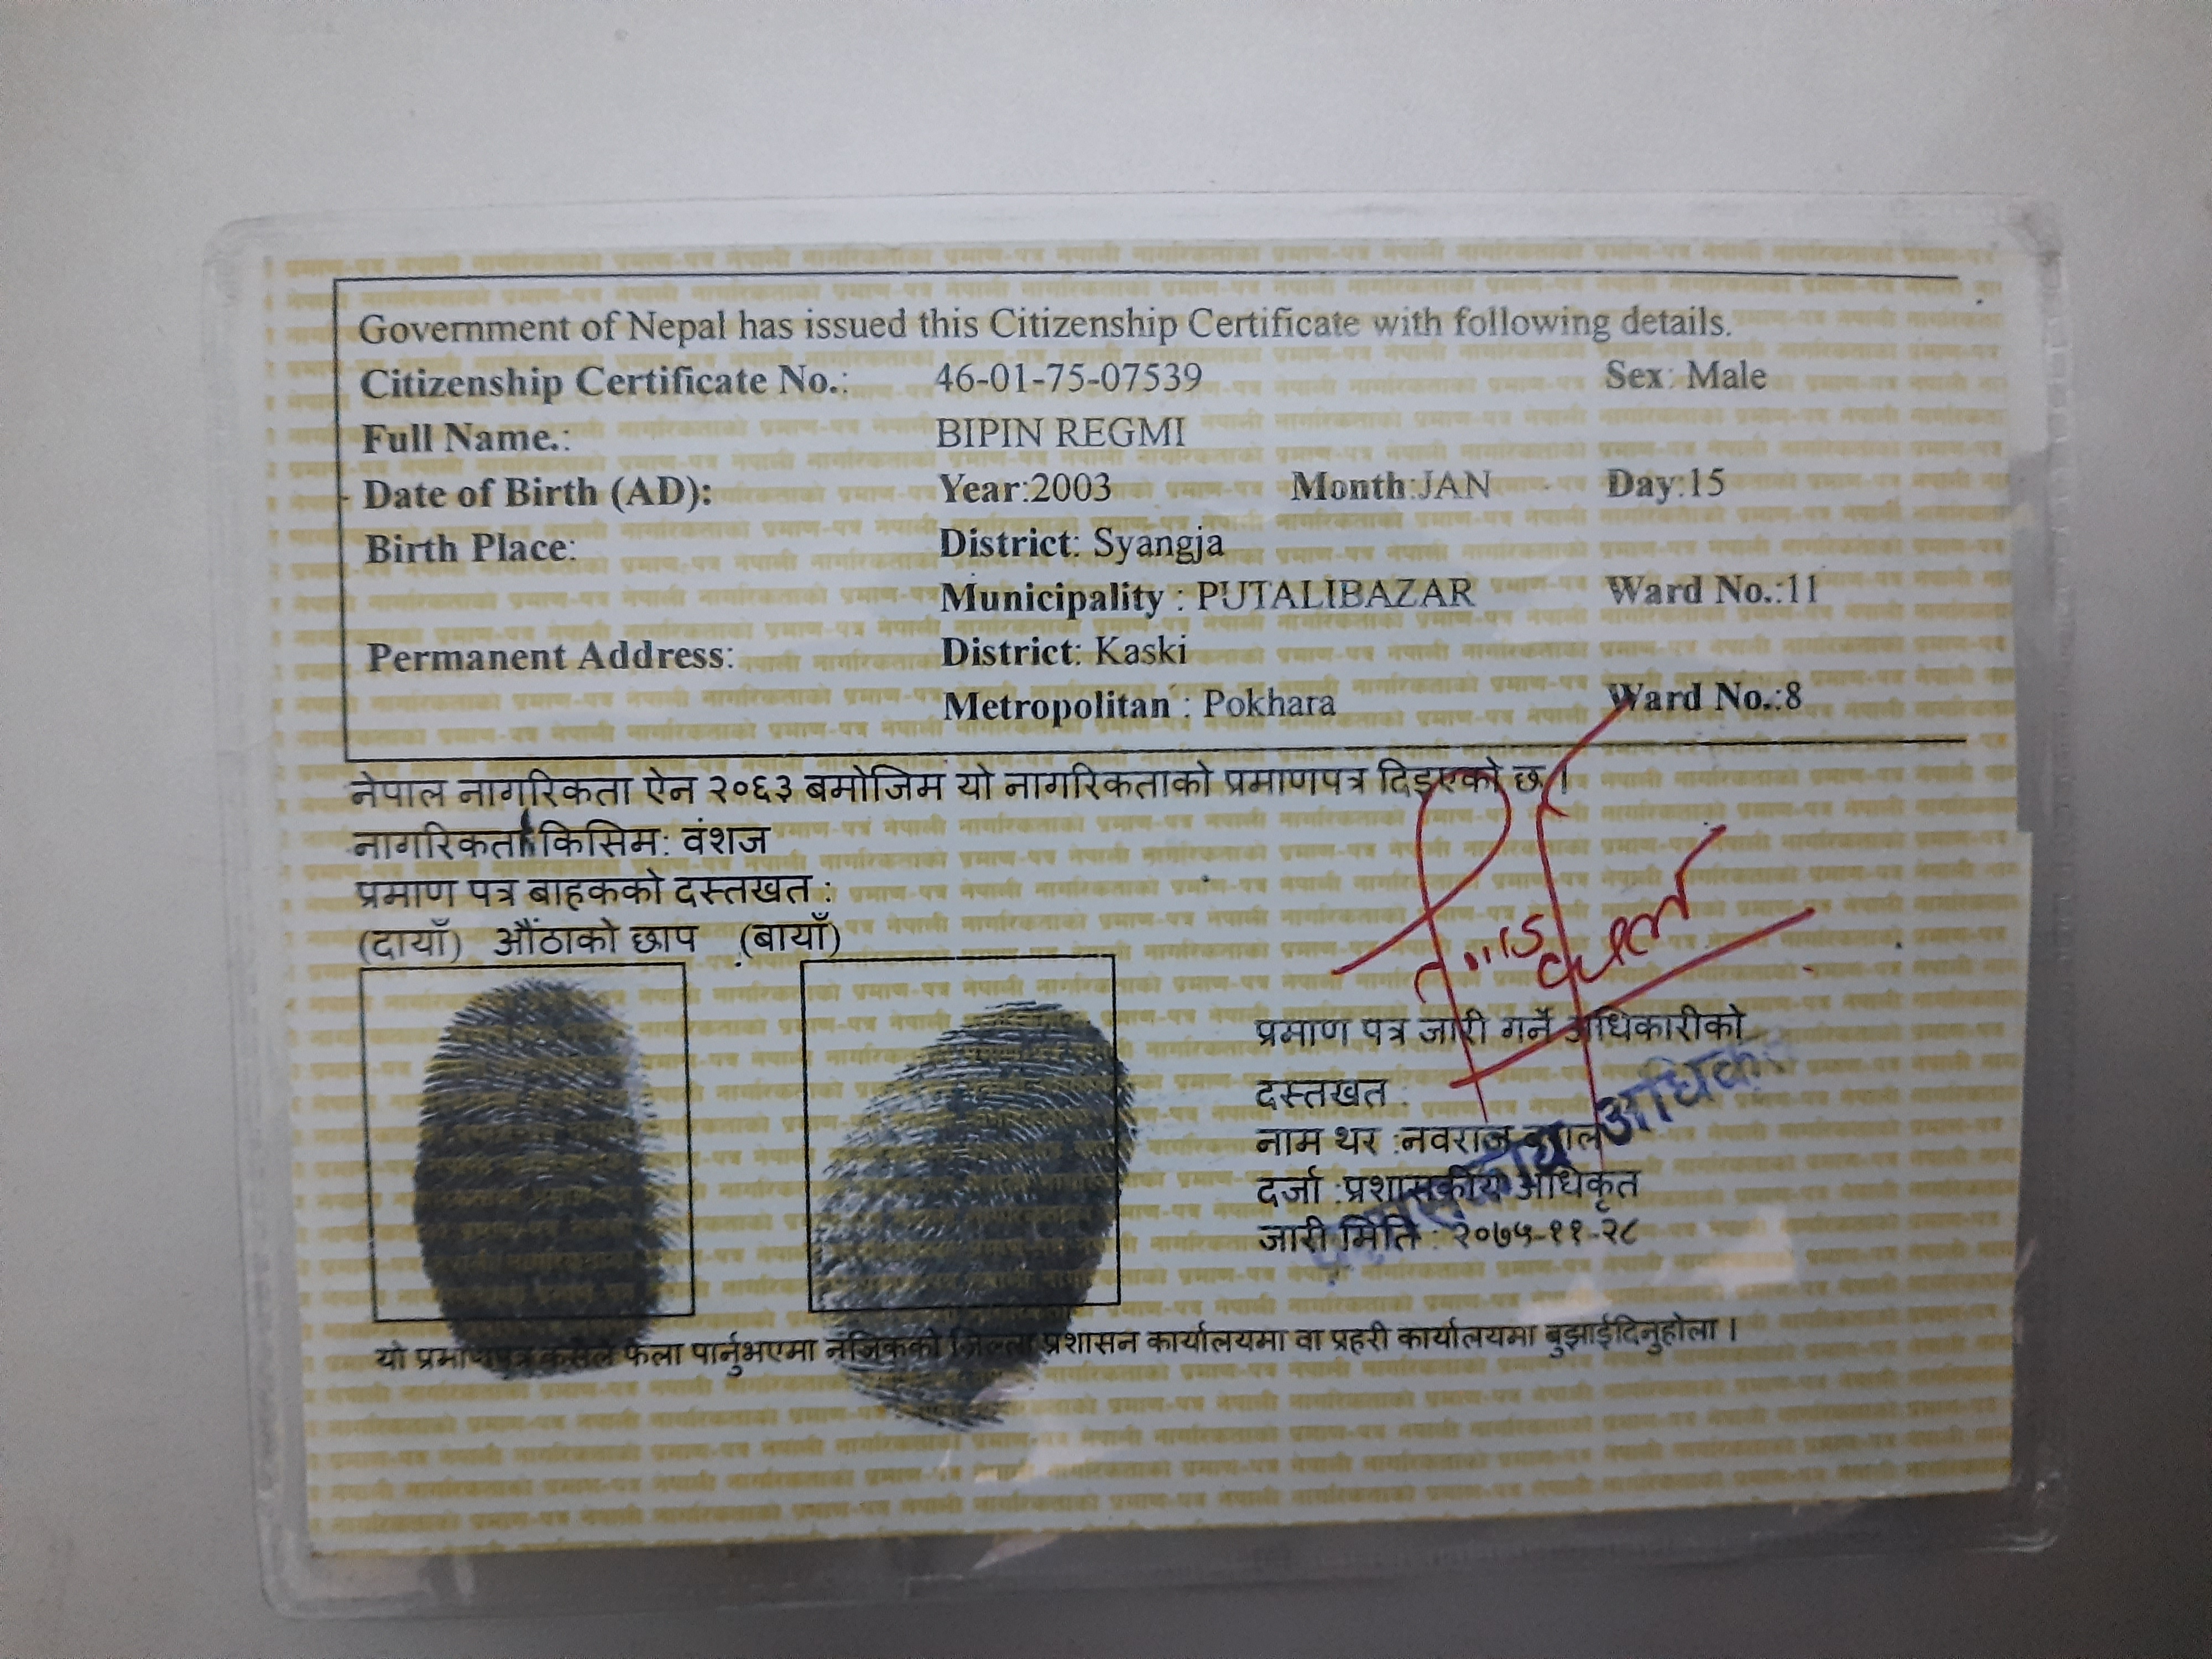 Government of Nepal has issued this Citizenship Certificate with following details.
Citizenship Certificate No.: 46-01-75-07539 Sex: Male
Full Name.: BIPIN REGMI
Date of Birth (AD): Year:2003 Month:JAN Day:15
Birth Place: District: Syangja
Municipality : PUTALIBAZAR Ward No.:11
Permanent Address: District: Kaski
Metropolitan : Pokhara Ward No.:8
नेपाल नागरिकता ऐन २०६३ बमोजिम यो नागरिकताको प्रमाणपत्र दिइएको छ।
नागरिकता किसिम: वंशज
प्रमाण पत्र बाहकको दस्तखत :
(दायाँ) औंठाको छाप (बायाँ)
प्रमाण पत्र जारी गर्ने अधिकारीको
दस्तखत :
नाम थर : नवराज
दर्जा : प्रशासकीय अधिकृत
जारी मिति : २०७५-११-२८
यो प्रमाण पत्र कसैले फेला पार्नुभएमा नजिकको जिल्ला प्रशासन कार्यालयमा वा प्रहरी कार्यालयमा बुझाईदिनुहोला ।